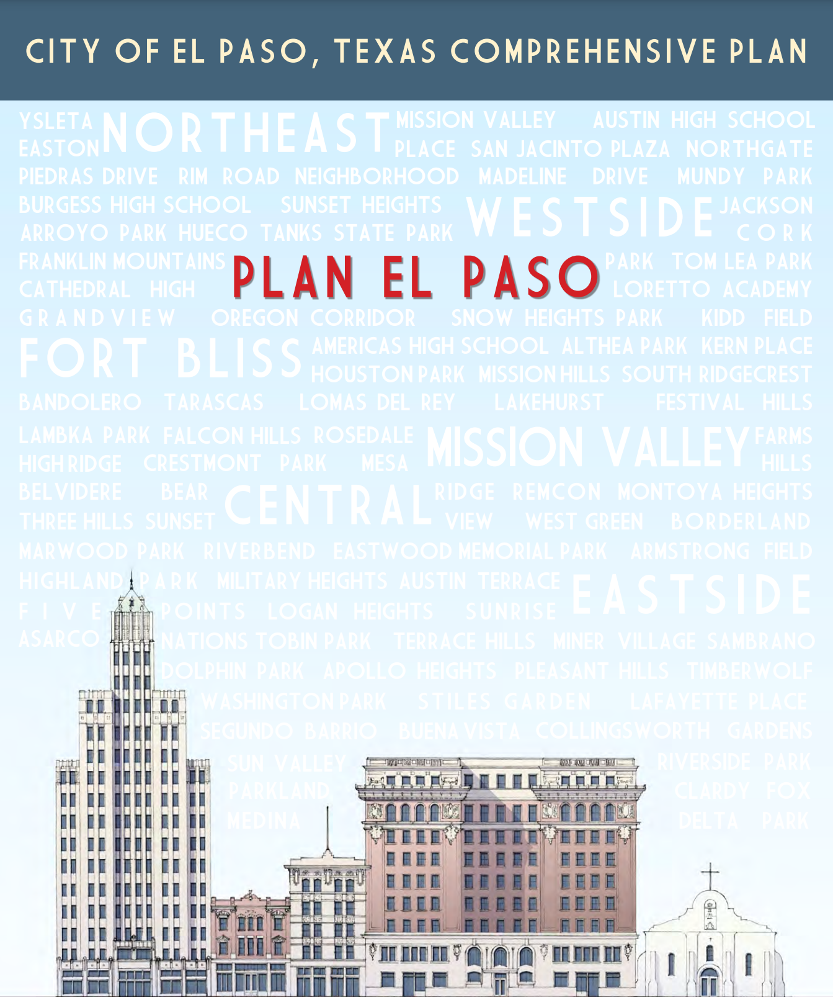 CITY OF EL PASO, TEXAS COMPREHENSIVE PLAN
YSLETA NORTHEAST MISSION VALLEY AUSTIN HIGH SCHOOL
EASTON PLACE SAN JACINTO PLAZA NORTHGATE
PIEDRAS DRIVE RIM ROAD NEIGHBORHOOD MADELINE DRIVE MUNDY PARK
BURGESS HIGH SCHOOL SUNSET HEIGHTS WESTSIDE JACKSON
ARROYO PARK HUECO TANKS STATE PARK CORK
FRANKLIN MOUNTAINS PLAN EL PASO PARK TOM LEA PARK
CATHEDRAL HIGH LORETTO ACADEMY
GRANDVIEW OREGON CORRIDOR SNOW HEIGHTS PARK KIDD FIELD
FORT BLISS AMERICAS HIGH SCHOOL ALTHEA PARK KERN PLACE
HOUSTON PARK MISSION HILLS SOUTH RIDGECREST
BANDOLERO TARASCAS LOMAS DEL REY LAKEHURST FESTIVAL HILLS
LAMBKA PARK FALCON HILLS ROSEDALE MISSION VALLEY FARMS
HIGH RIDGE CRESTMONT PARK MESA HILLS
BELVIDERE BEAR CENTRAL RIDGE REMCON MONTOYA HEIGHTS
THREE HILLS SUNSET VIEW WEST GREEN BORDERLAND
MARWOOD PARK RIVERBEND EASTWOOD MEMORIAL PARK ARMSTRONG FIELD
HIGHLAND PARK MILITARY HEIGHTS AUSTIN TERRACE EASTSIDE
FIVE POINTS LOGAN HEIGHTS SUNRISE
ASARCO NATIONS TOBIN PARK TERRACE HILLS MINER VILLAGE SAMBRANO
DOLPHIN PARK APOLLO HEIGHTS PLEASANT HILLS TIMBERWOLF
WASHINGTON PARK STILES GARDEN LAFAYETTE PLACE
SEGUNDO BARRIO BUENA VISTA COLLINGSWORTH GARDENS
SUN VALLEY RIVERSIDE PARK
PARKLAND CLARDY FOX
MEDINA DELTA PARK